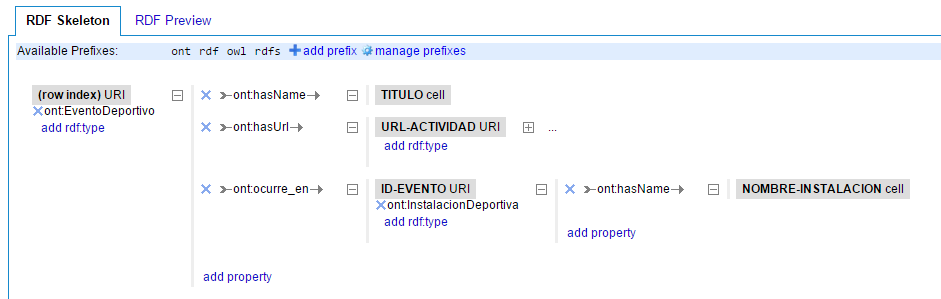 RDF Skeleton RDF Preview
Available Prefixes: ont rdf owl rdfs add prefix manage prefixes
(row index) URI ont:hasName TITULO cell
ont:EventoDeportivo
add rdf:type ont:hasUrl URL-ACTIVIDAD URI ...
add rdf:type
ont:ocurre_en ID-EVENTO URI ont:hasName NOMBRE-INSTALACION cell
ont:InstalacionDeportiva
add rdf:type
add property
add property